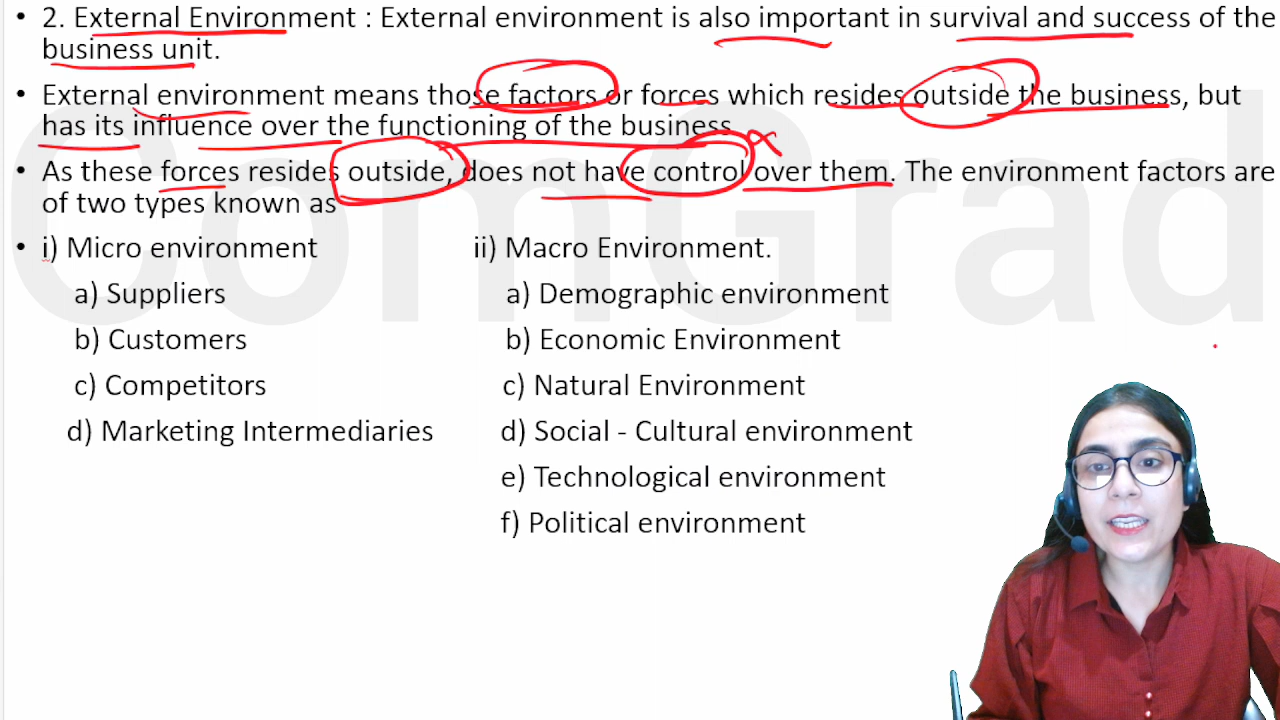 • 2. External Environment : External environment is also important in survival and success of the
business unit.
• External environment means those factors or forces which resides outside the business, but
has its influence over the functioning of the business.
• As these forces resides outside, does not have control over them. The environment factors are
of two types known as
• i) Micro environment ii) Macro Environment.
a) Suppliers a) Demographic environment
b) Customers b) Economic Environment
c) Competitors c) Natural Environment
d) Marketing Intermediaries d) Social - Cultural environment
e) Technological environment
f) Political environment
ComGrad